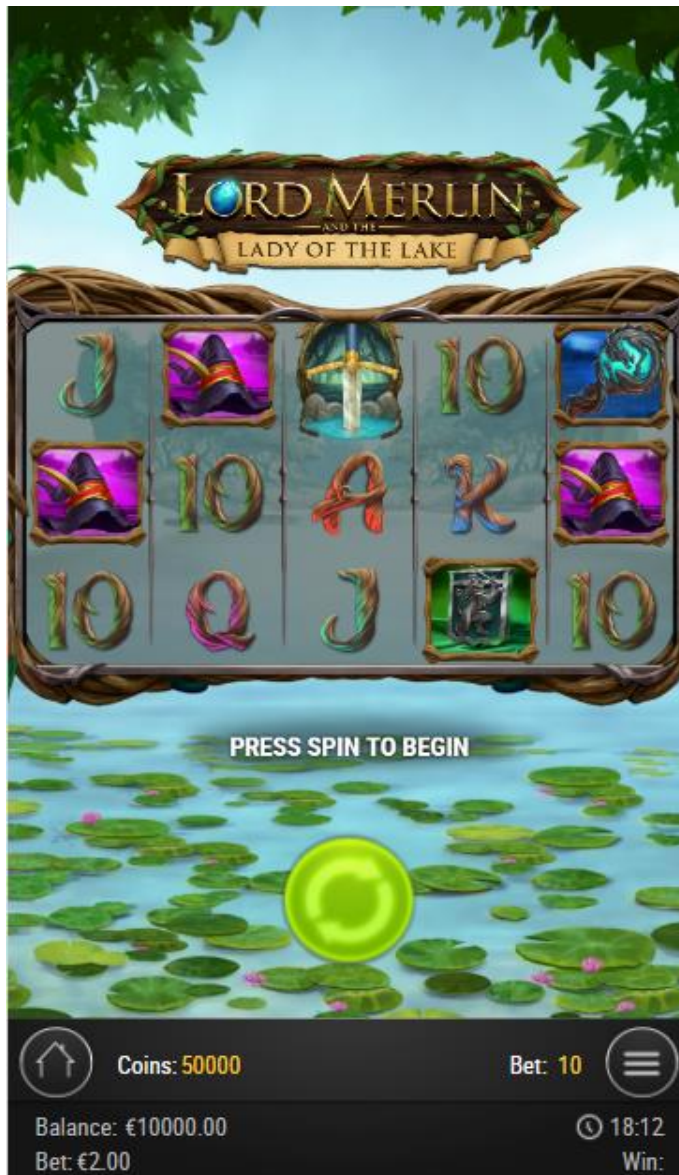 LORD MERLIN
AND THE
LADY OF THE LAKE
J 10
10 A K
10 Q J 10
PRESS SPIN TO BEGIN
Coins: 50000 Bet: 10
Balance: €10000.00 18:12
Bet: €2.00 Win: